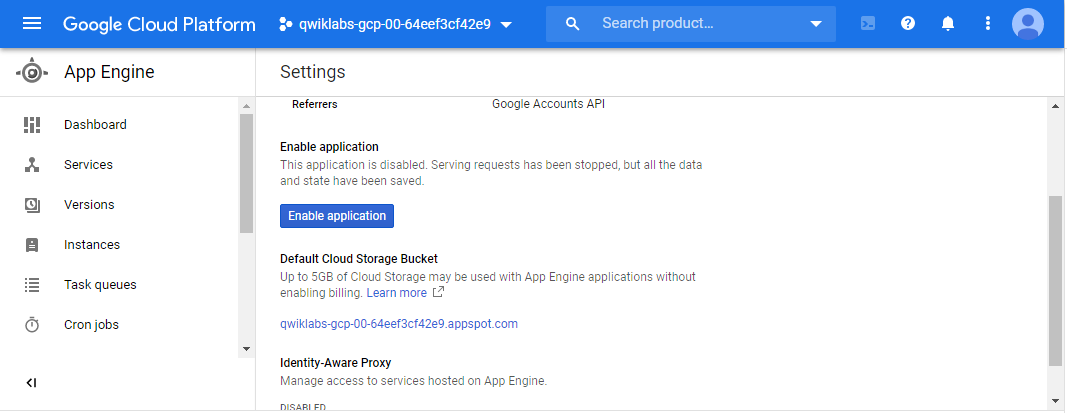 Google Cloud Platform
qwiklabs-gcp-00-64eef3cf42e9
Search product...
App Engine
Settings
Dashboard
Services
Versions
Instances
Task queues
Cron jobs
Referrers
Google Accounts API
Enable application
This application is disabled. Serving requests has been stopped, but all the data
and state have been saved.
Enable application
Default Cloud Storage Bucket
Up to 5GB of Cloud Storage may be used with App Engine applications without
enabling billing. Learn more
qwiklabs-gcp-00-64eef3cf42e9.appspot.com
Identity-Aware Proxy
Manage access to services hosted on App Engine.
DISABLED